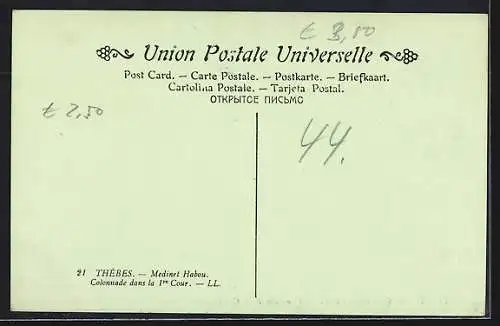 € 3,80
Union Postale Universelle
Post Card. — Carte Postale. — Postkarte. — Briefkaart.
Cartolina Postale. — Tarjeta Postal.
ОТКРЫТОЕ ПИСЬМО
€ 2,50
44.
21 THÈBES. — Medinet Habou.
Colonnade dans la 1re Cour. — LL.